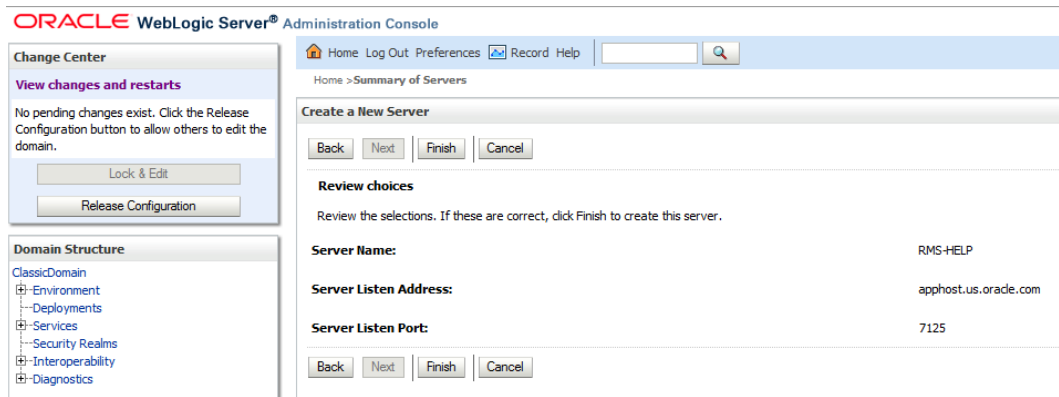 ORACLE WebLogic Server® Administration Console
Change Center
View changes and restarts
No pending changes exist. Click the Release
Configuration button to allow others to edit the
domain.
Lock & Edit
Release Configuration
Domain Structure
ClassicDomain
Environment
Deployments
Services
Security Realms
Interoperability
Diagnostics
Home Log Out Preferences Record Help
Home >Summary of Servers
Create a New Server
Back Next Finish Cancel
Review choices
Review the selections. If these are correct, click Finish to create this server.
Server Name: RMS-HELP
Server Listen Address: apphost.us.oracle.com
Server Listen Port: 7125
Back Next Finish Cancel